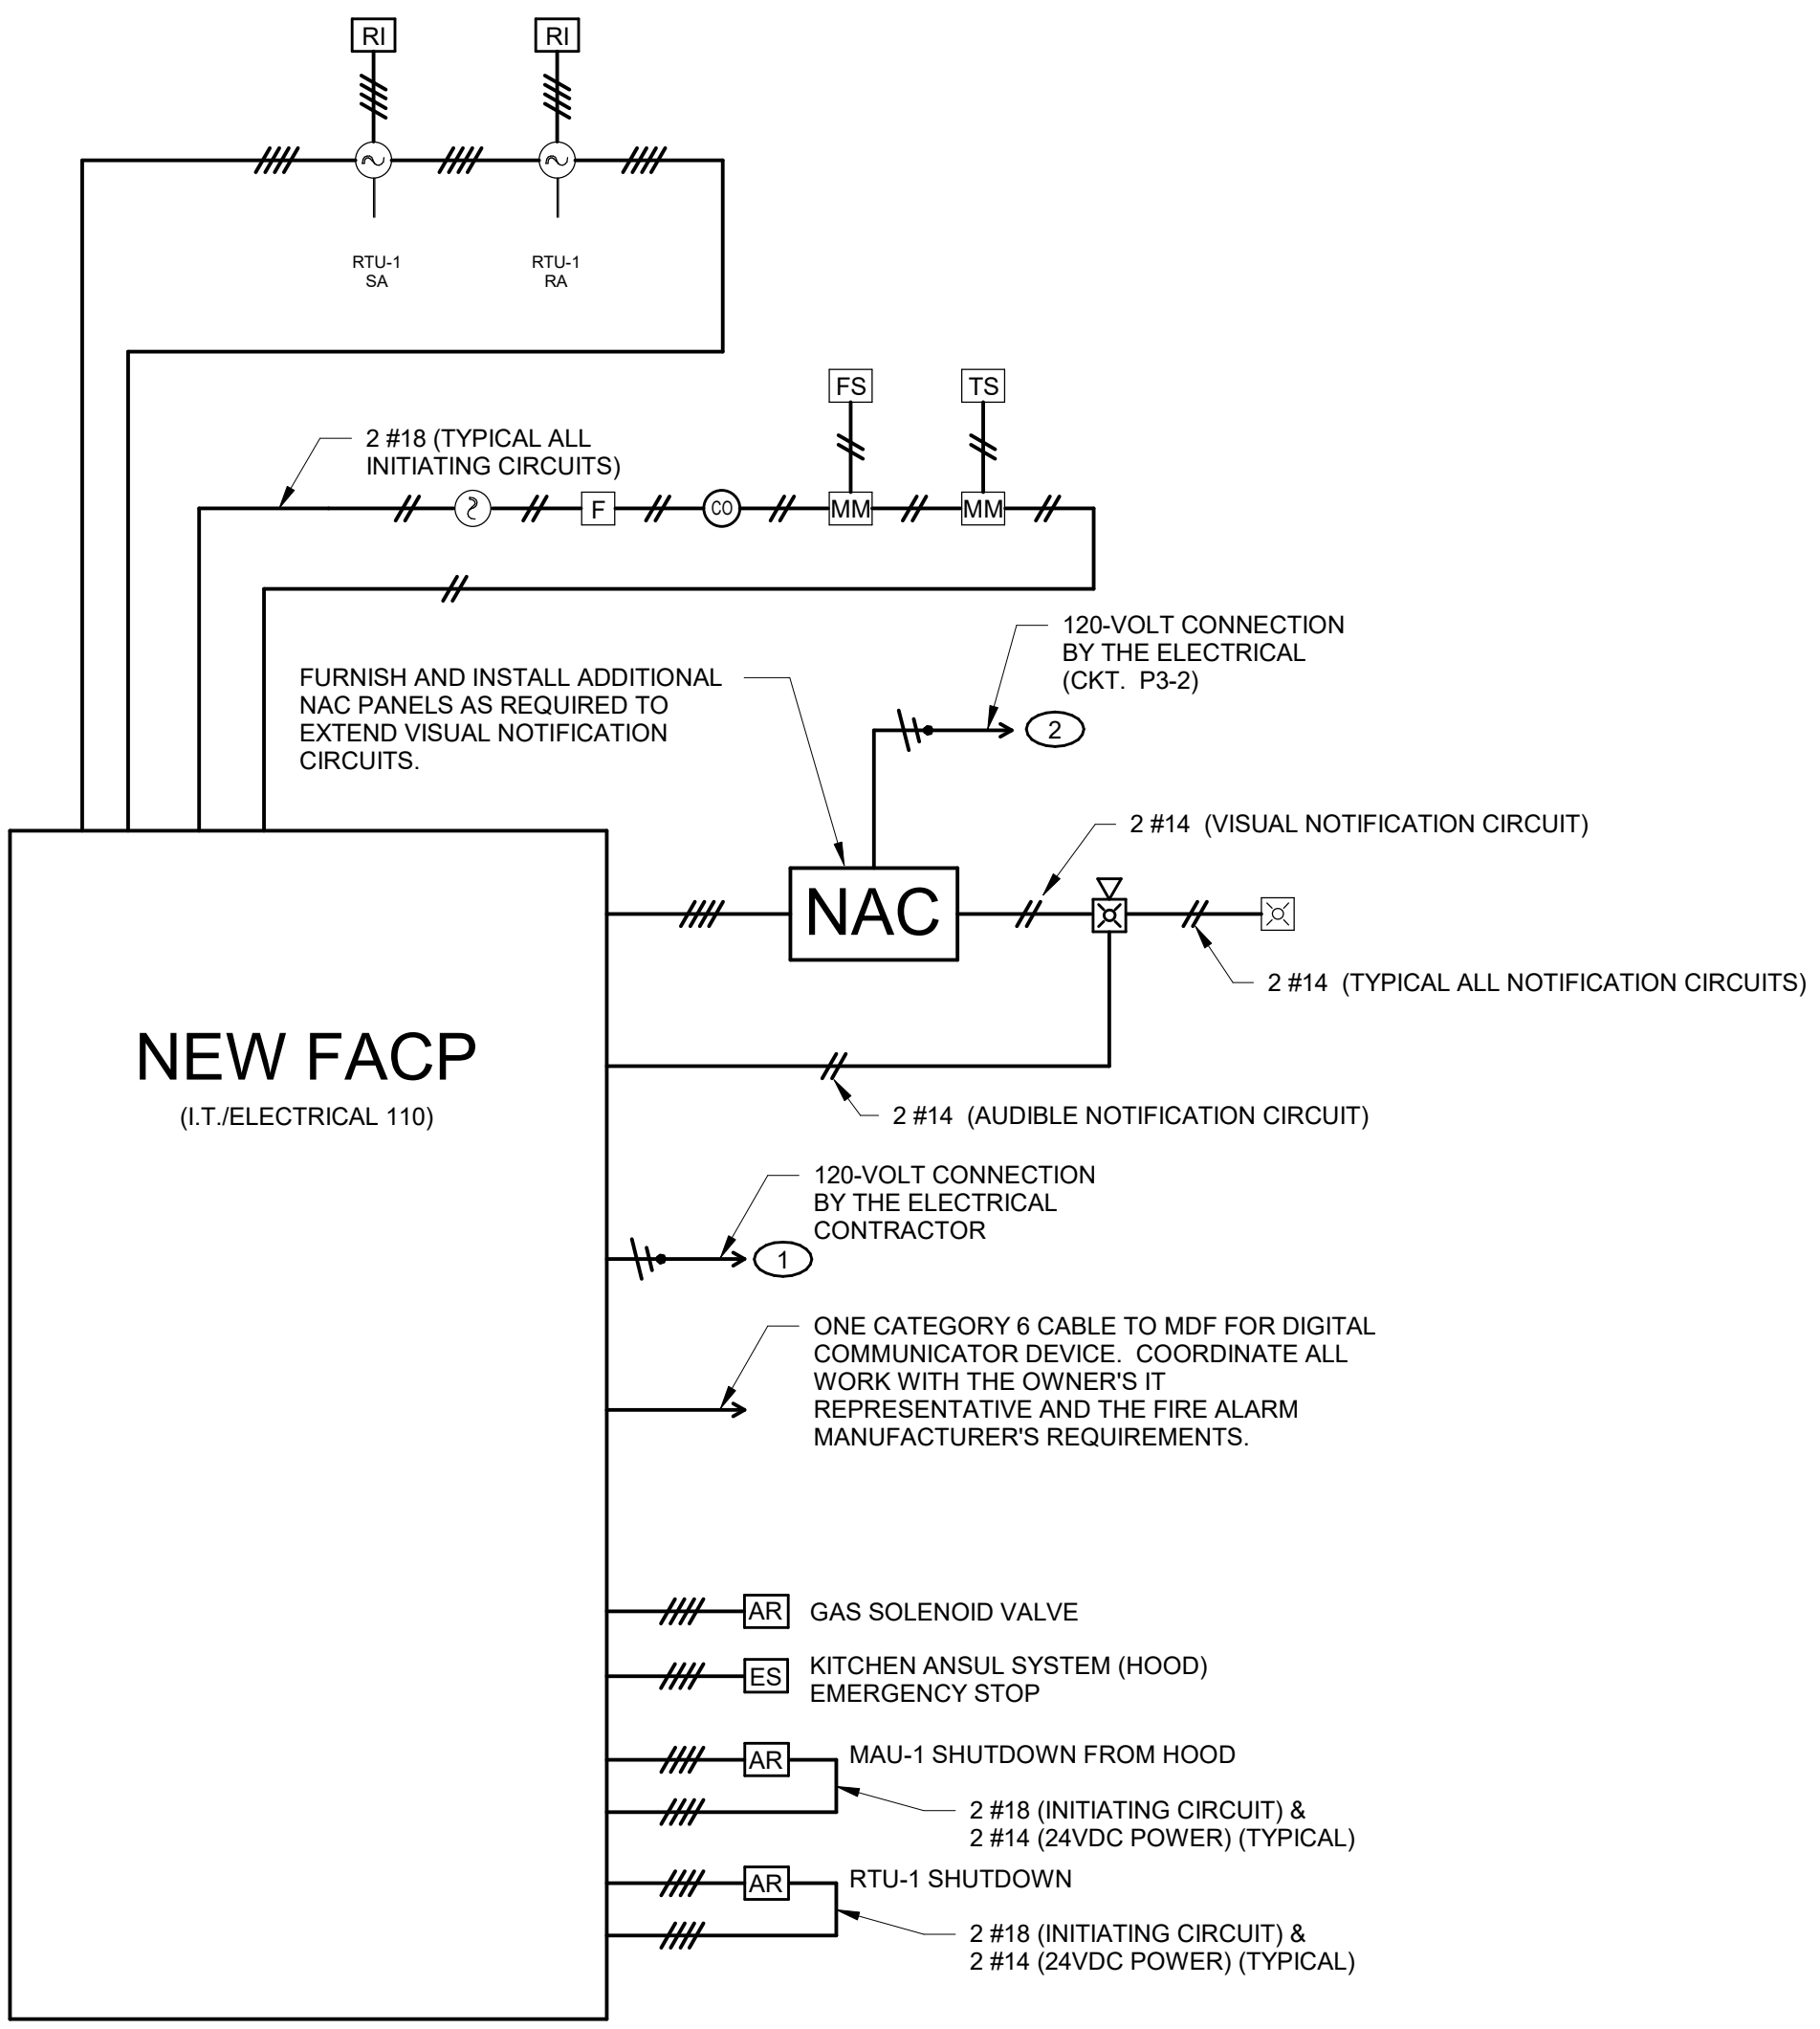 RI
RI
RTU-1
SA
RTU-1
RA
FS
TS
2 #18 (TYPICAL ALL
INITIATING CIRCUITS)
F
CO
MM
MM
120-VOLT CONNECTION
BY THE ELECTRICAL
(CKT. P3-2)
2
FURNISH AND INSTALL ADDITIONAL
NAC PANELS AS REQUIRED TO
EXTEND VISUAL NOTIFICATION
CIRCUITS.
2 #14 (VISUAL NOTIFICATION CIRCUIT)
NAC
2 #14 (TYPICAL ALL NOTIFICATION CIRCUITS)
NEW FACP
(I.T./ELECTRICAL 110)
2 #14 (AUDIBLE NOTIFICATION CIRCUIT)
120-VOLT CONNECTION
BY THE ELECTRICAL
CONTRACTOR
1
ONE CATEGORY 6 CABLE TO MDF FOR DIGITAL
COMMUNICATOR DEVICE. COORDINATE ALL
WORK WITH THE OWNER'S IT
REPRESENTATIVE AND THE FIRE ALARM
MANUFACTURER'S REQUIREMENTS.
AR GAS SOLENOID VALVE
ES KITCHEN ANSUL SYSTEM (HOOD)
EMERGENCY STOP
AR MAU-1 SHUTDOWN FROM HOOD
2 #18 (INITIATING CIRCUIT) &
2 #14 (24VDC POWER) (TYPICAL)
AR RTU-1 SHUTDOWN
2 #18 (INITIATING CIRCUIT) &
2 #14 (24VDC POWER) (TYPICAL)